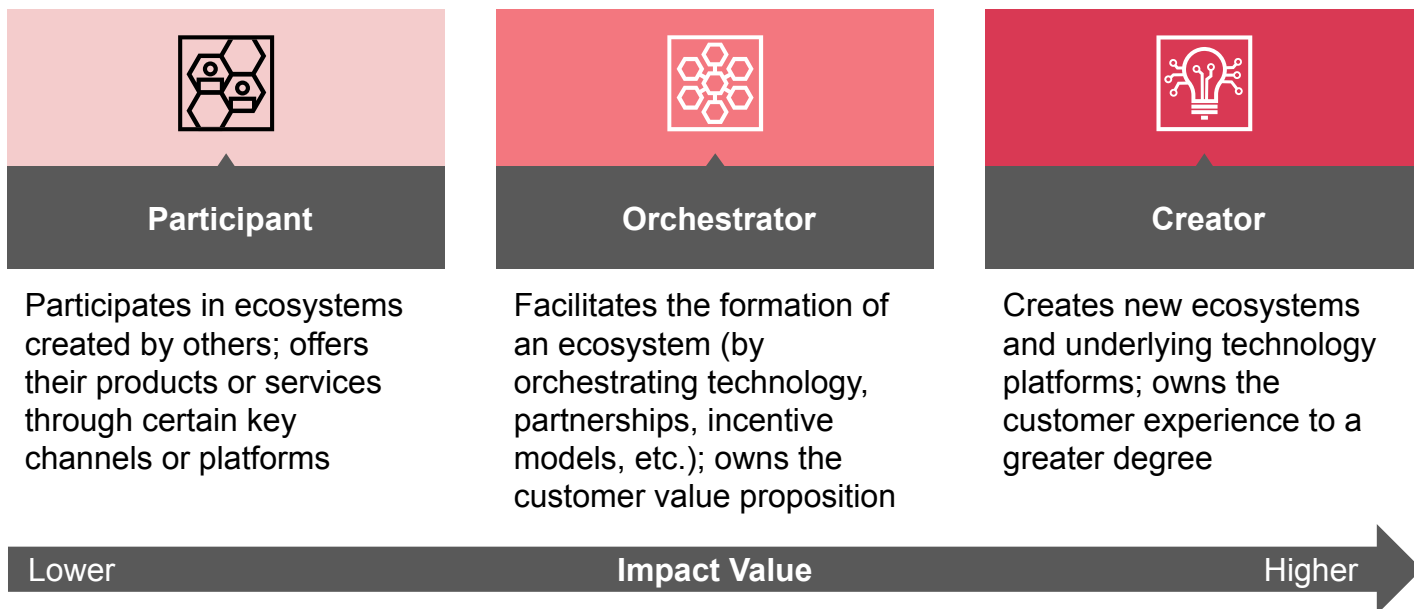 Participant
Participates in ecosystems
created by others; offers
their products or services
through certain key
channels or platforms
Orchestrator
Facilitates the formation of
an ecosystem (by
orchestrating technology,
partnerships, incentive
models, etc.); owns the
customer value proposition
Creator
Creates new ecosystems
and underlying technology
platforms; owns the
customer experience to a
greater degree
Lower
Impact Value
Higher